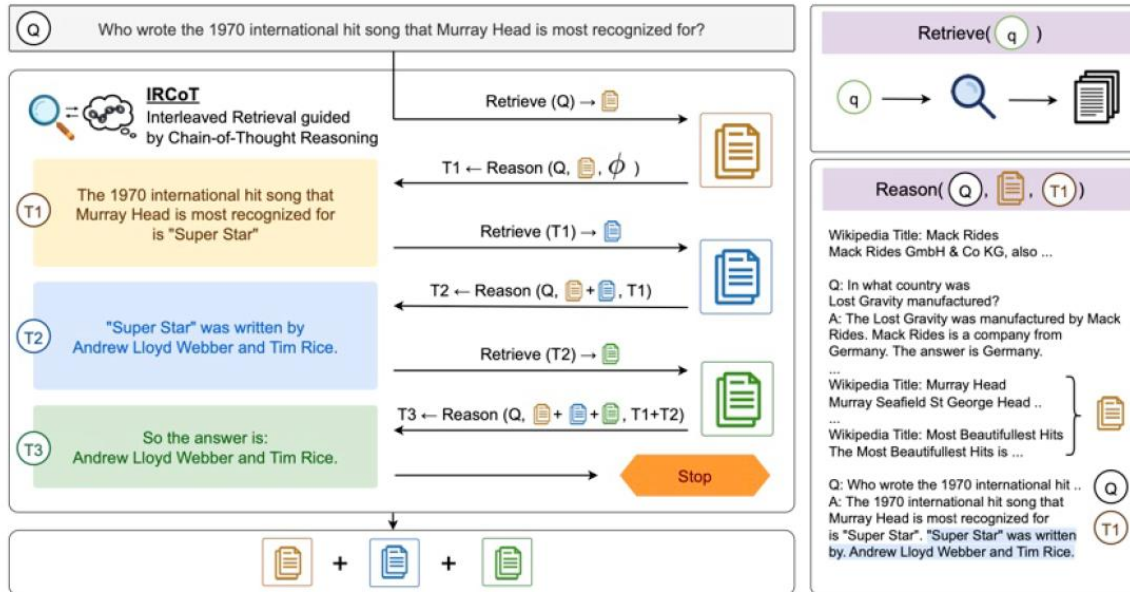 Q
Who wrote the 1970 international hit song that Murray Head is most recognized for?
IRCoT
Interleaved Retrieval guided
by Chain-of-Thought Reasoning
Retrieve (Q) →
T1 ← Reason (Q, , ϕ )
T1
The 1970 international hit song that
Murray Head is most recognized for
is "Super Star"
Retrieve (T1) →
T2 ← Reason (Q, + , T1)
T2
"Super Star" was written by
Andrew Lloyd Webber and Tim Rice.
Retrieve (T2) →
T3 ← Reason (Q, + + , T1+T2)
T3
So the answer is:
Andrew Lloyd Webber and Tim Rice.
Stop
+ +
Retrieve( q )
q
Reason( Q , , T1 )
Wikipedia Title: Mack Rides
Mack Rides GmbH & Co KG, also ...
Q: In what country was
Lost Gravity manufactured?
A: The Lost Gravity was manufactured by Mack
Rides. Mack Rides is a company from
Germany. The answer is Germany.
...
Wikipedia Title: Murray Head
Murray Seafield St George Head ..
...
Wikipedia Title: Most Beautifullest Hits
The Most Beautifullest Hits is ...
Q: Who wrote the 1970 international hit ..
Q
A: The 1970 international hit song that
Murray Head is most recognized for
is "Super Star". "Super Star" was written
by. Andrew Lloyd Webber and Tim Rice.
T1